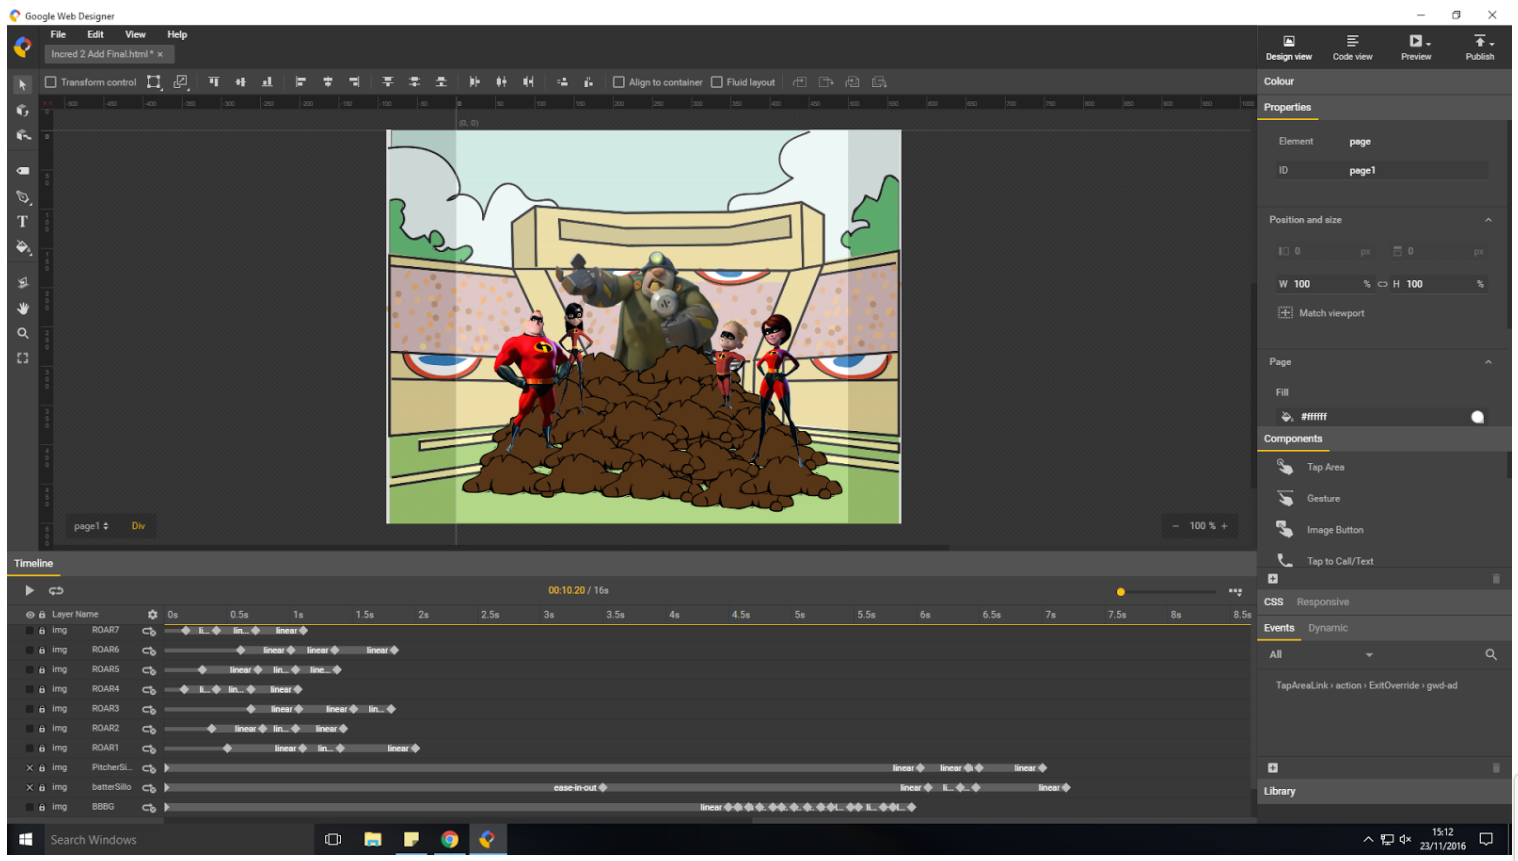 Google Web Designer
File Edit View Help
Incred 2 Add Final.html* ×
Design view Code view Preview Publish
Transform control Align to container Fluid layout
Colour
Properties
(0, 0)
Element page
ID page1
Position and size
0 px 0 px
W 100 % H 100 %
Match viewport
Page
Fill
#ffffff
Components
Tap Area
Gesture
Image Button
Tap to Call/Text
page1 Div
− 100 % +
Timeline
00:10.20 / 16s
CSS Responsive
Layer Name 0s 0.5s 1s 1.5s 2s 2.5s 3s 3.5s 4s 4.5s 5s 5.5s 6s 6.5s 7s 7.5s 8s 8.5s
Events Dynamic
img ROAR7 li... lin... linear
img ROAR6 linear linear linear
All
img ROAR5 linear lin... line...
img ROAR4 li... lin... linear
TapAreaLink › action › ExitOverride › gwd-ad
img ROAR3 linear linear lin...
img ROAR2 linear lin... linear
img ROAR1 linear lin... linear
img PitcherSi... linear linear linear
img batterSillo ease-in-out linear li... linear
Library
img BBBG linear
Search Windows
15:12
23/11/2016